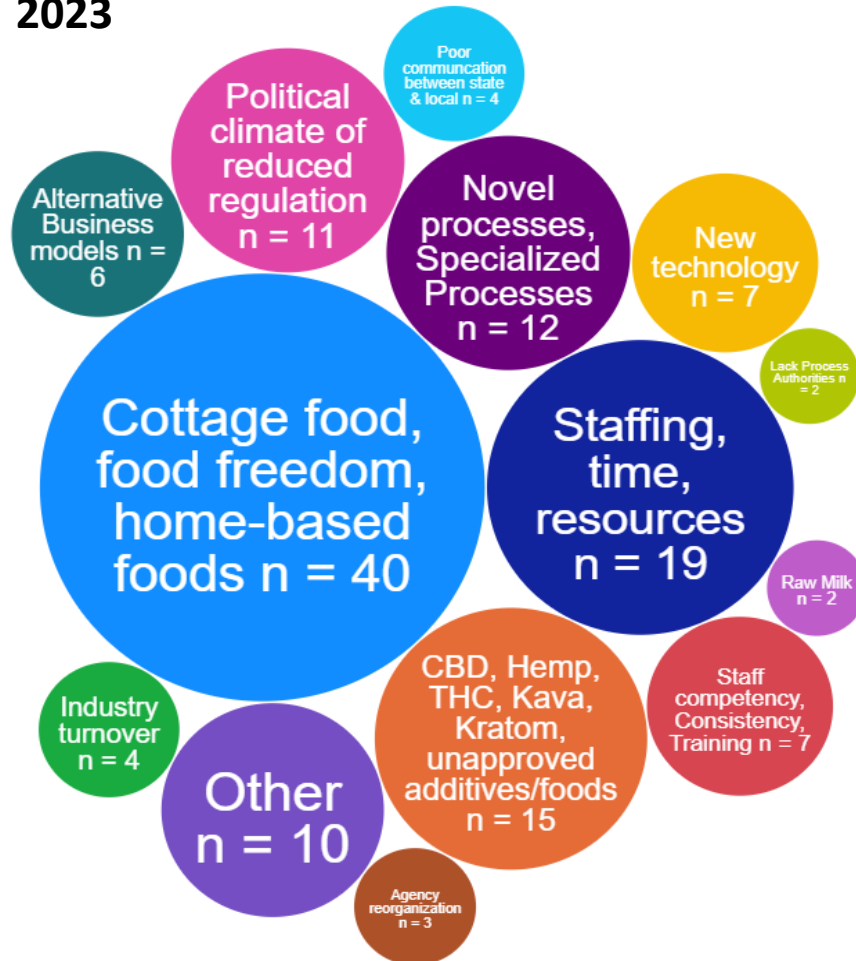 2023
Poor
communcation
between state
& local n = 4
Political
climate of
reduced
regulation
n = 11
Alternative
Business
models n =
6
Novel
processes,
Specialized
Processes
n = 12
New
technology
n = 7
Lack Process
Authorities n
= 2
Cottage food,
food freedom,
home-based
foods n = 40
Staffing,
time,
resources
n = 19
Raw Milk
n = 2
CBD, Hemp,
THC, Kava,
Kratom,
unapproved
additives/foods
n = 15
Staff
competency,
Consistency,
Training n = 7
Industry
turnover
n = 4
Other
n = 10
Agency
reorganization
n = 3